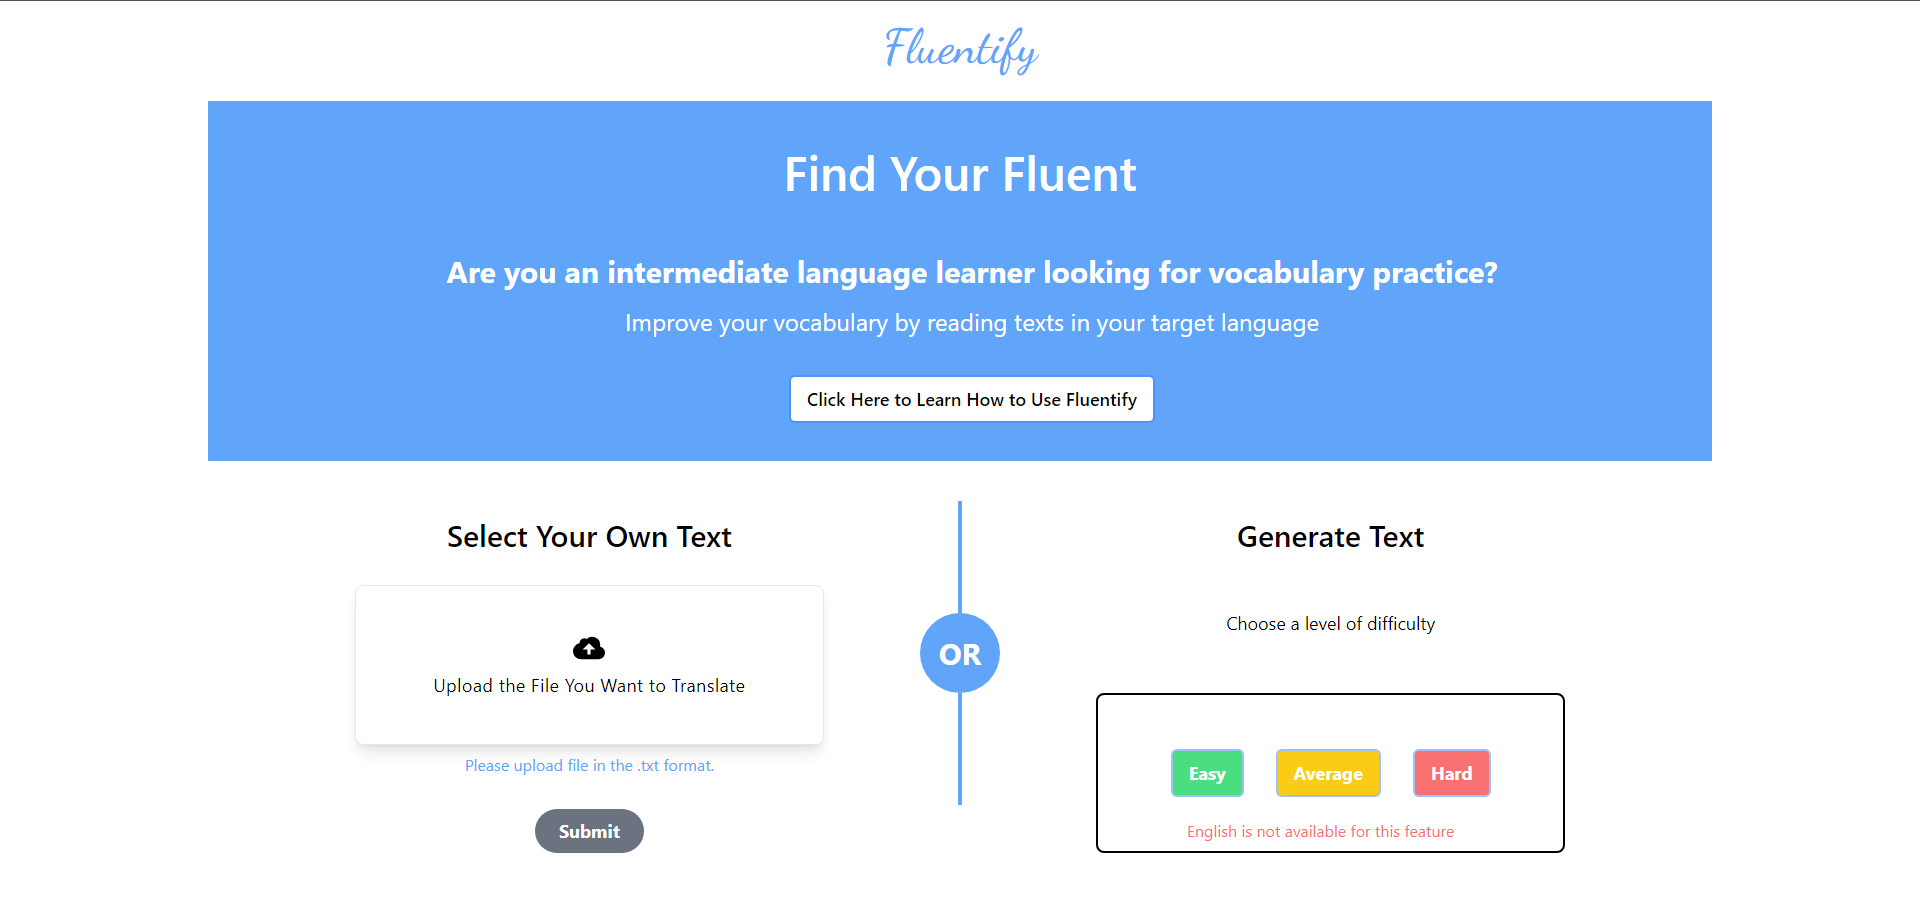 Fluentify
Find Your Fluent
Are you an intermediate language learner looking for vocabulary practice?
Improve your vocabulary by reading texts in your target language
Click Here to Learn How to Use Fluentify
Select Your Own Text
Upload the File You Want to Translate
Please upload file in the .txt format.
Submit
OR
Generate Text
Choose a level of difficulty
Easy Average Hard
English is not available for this feature